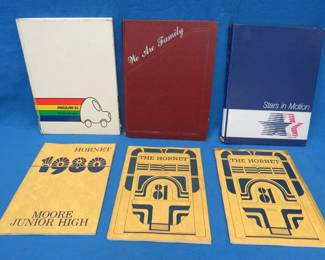 We Are Family
Stars in Motion
HORNET
1980
MOORE
JUNIOR HIGH
THE HORNET
81
THE HORNET
81